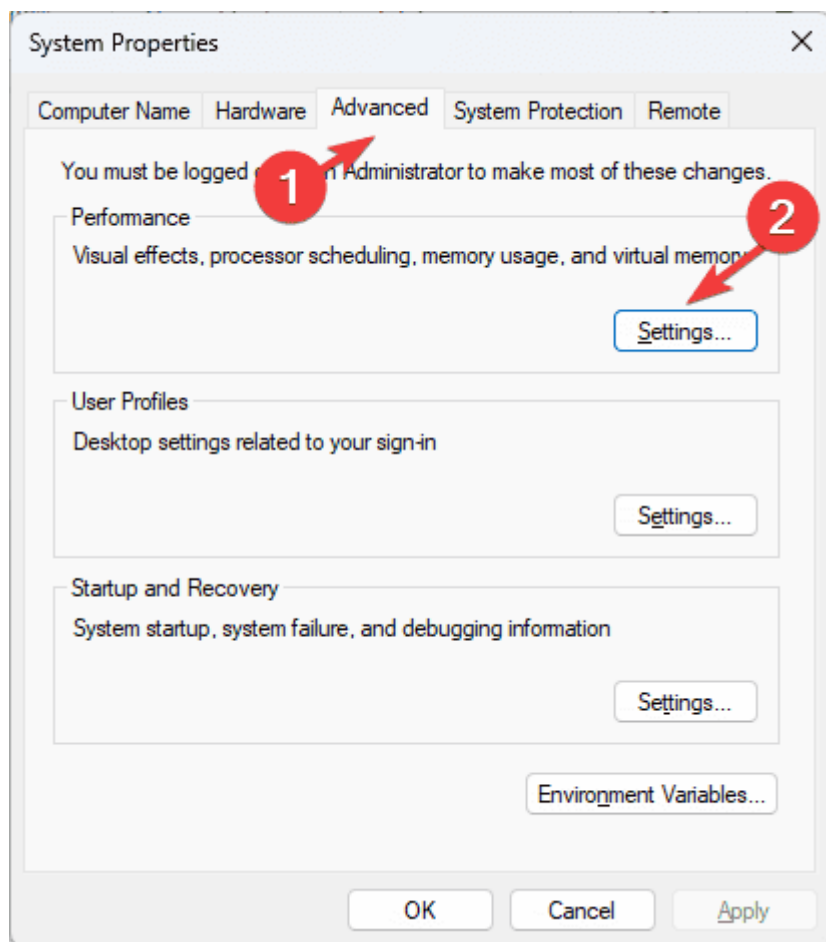 System Properties
Computer Name Hardware Advanced System Protection Remote
You must be logged Administrator to make most of these changes.
1
Performance
2
Visual effects, processor scheduling, memory usage, and virtual memory
Settings...
User Profiles
Desktop settings related to your sign-in
Settings...
Startup and Recovery
System startup, system failure, and debugging information
Settings...
Environment Variables...
OK Cancel Apply